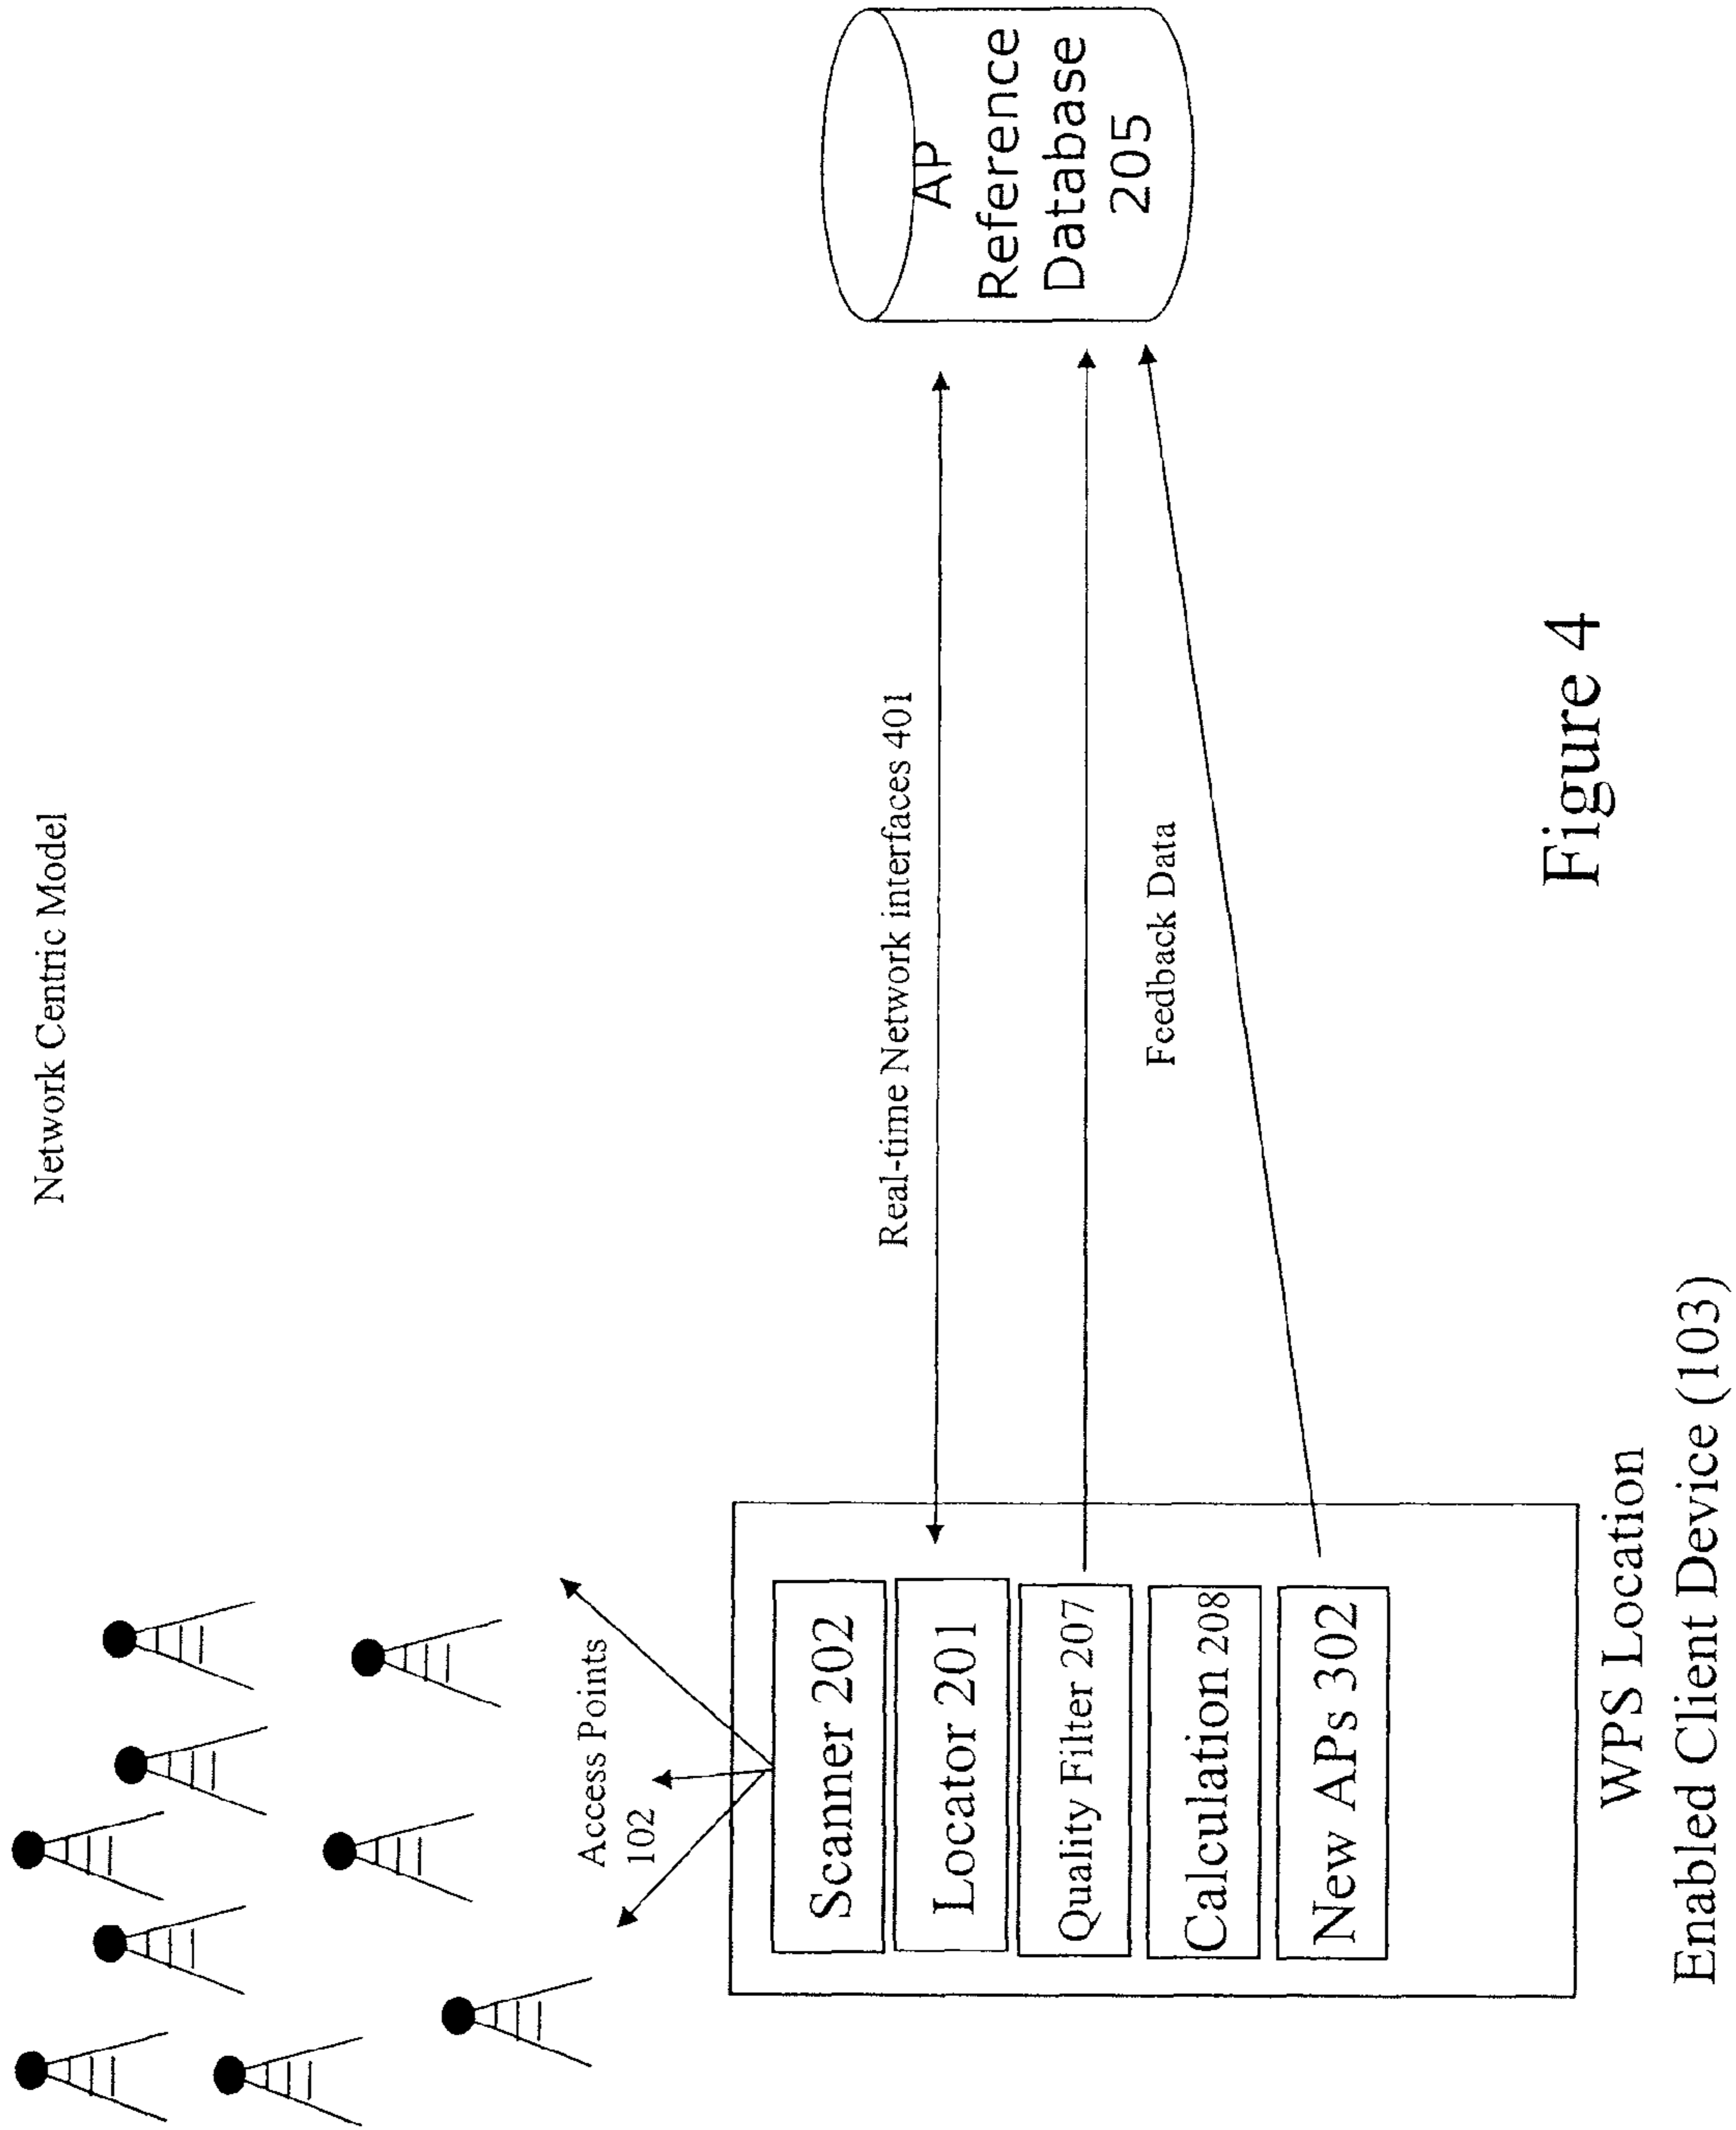 Network Centric Model
Access Points
102
Scanner 202
Locator 201
Quality Filter 207
Calculation 208
New APs 302
Real-time Network interfaces 401
Feedback Data
AP
Reference
Database
205
WPS Location
Enabled Client Device (103)
Figure 4